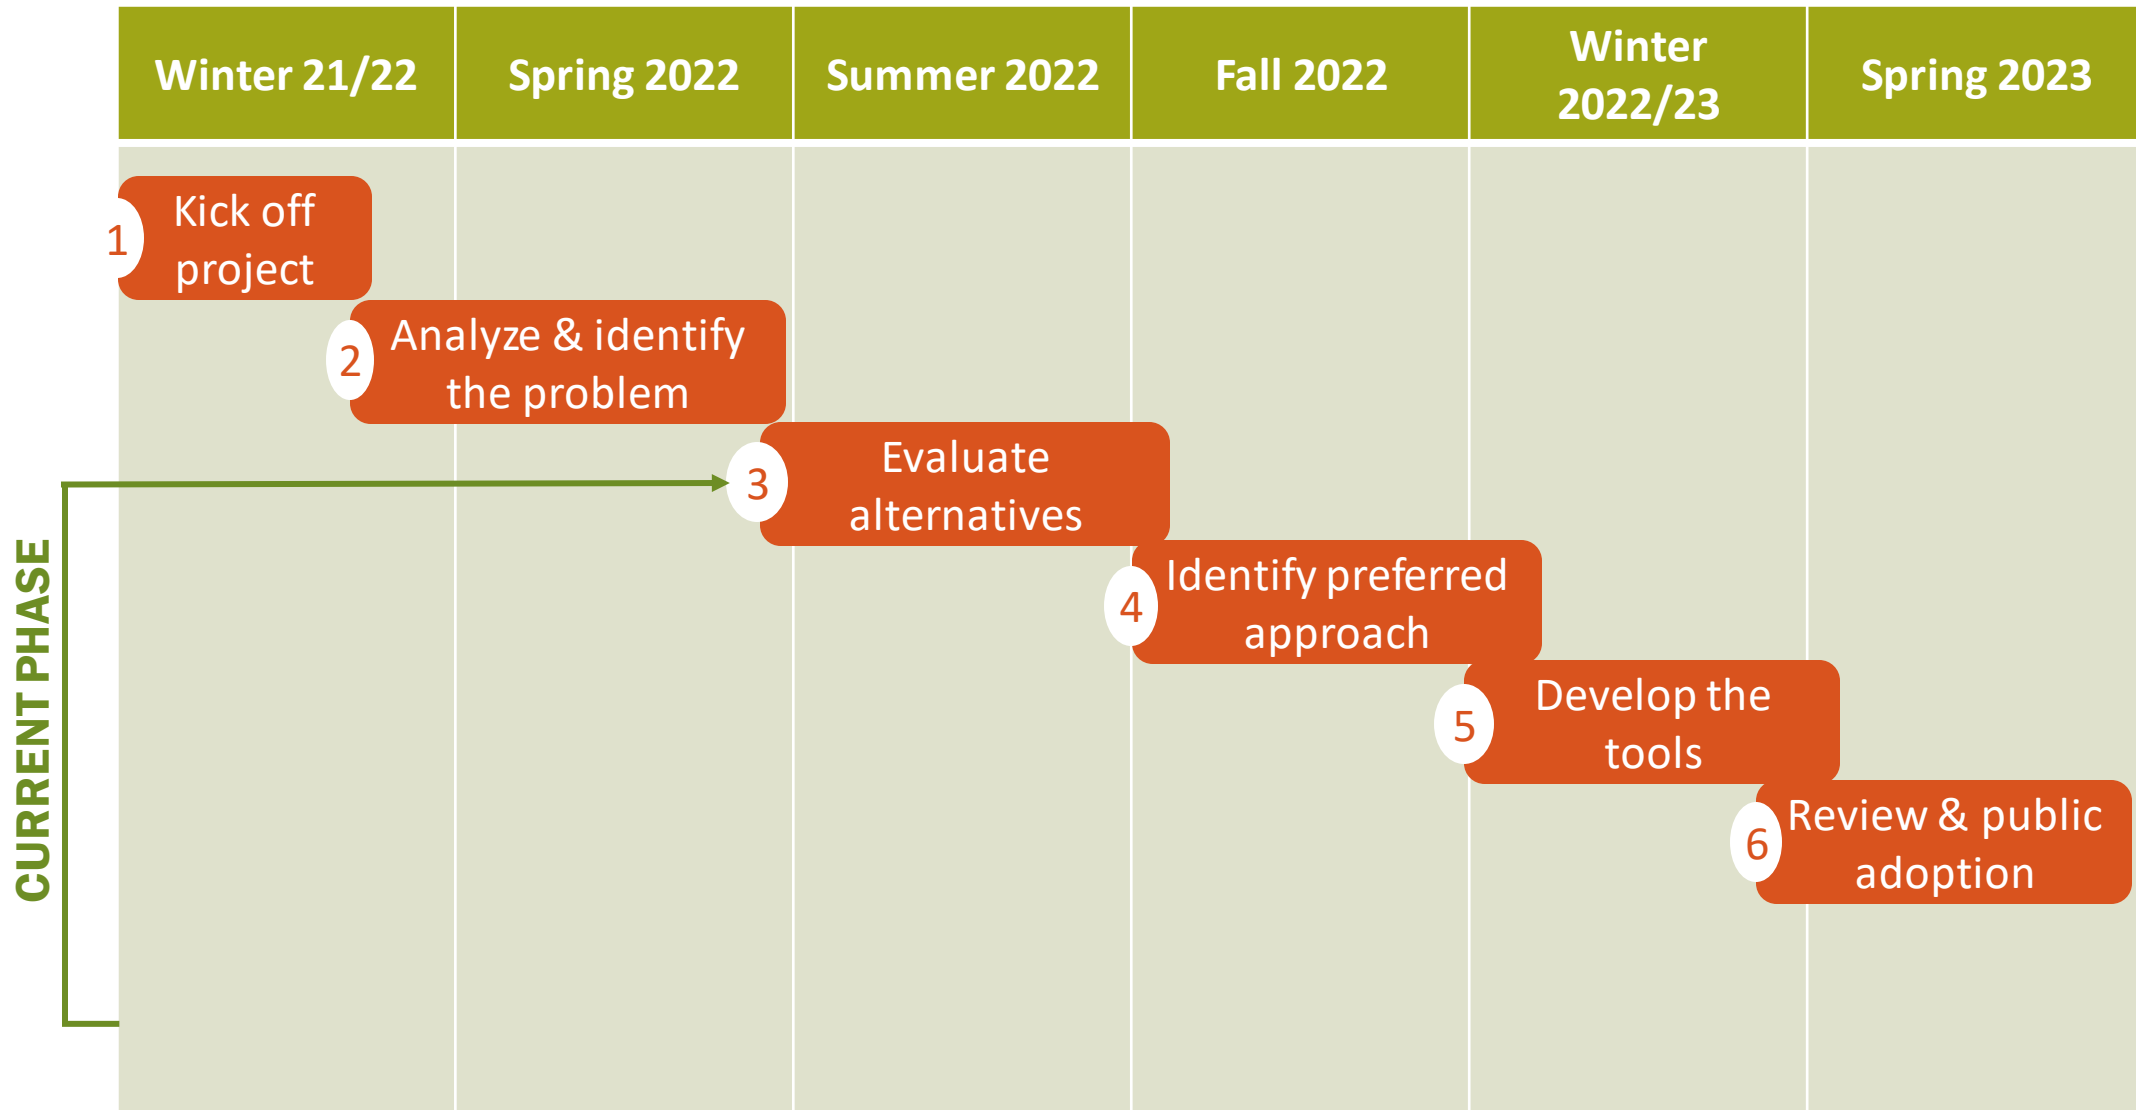 Winter 21/22
Spring 2022
Summer 2022
Fall 2022
Winter
2022/23
Spring 2023
1
Kick off
project
2
Analyze & identify
the problem
3
Evaluate
alternatives
4
Identify preferred
approach
5
Develop the
tools
6
Review & public
adoption
CURRENT PHASE